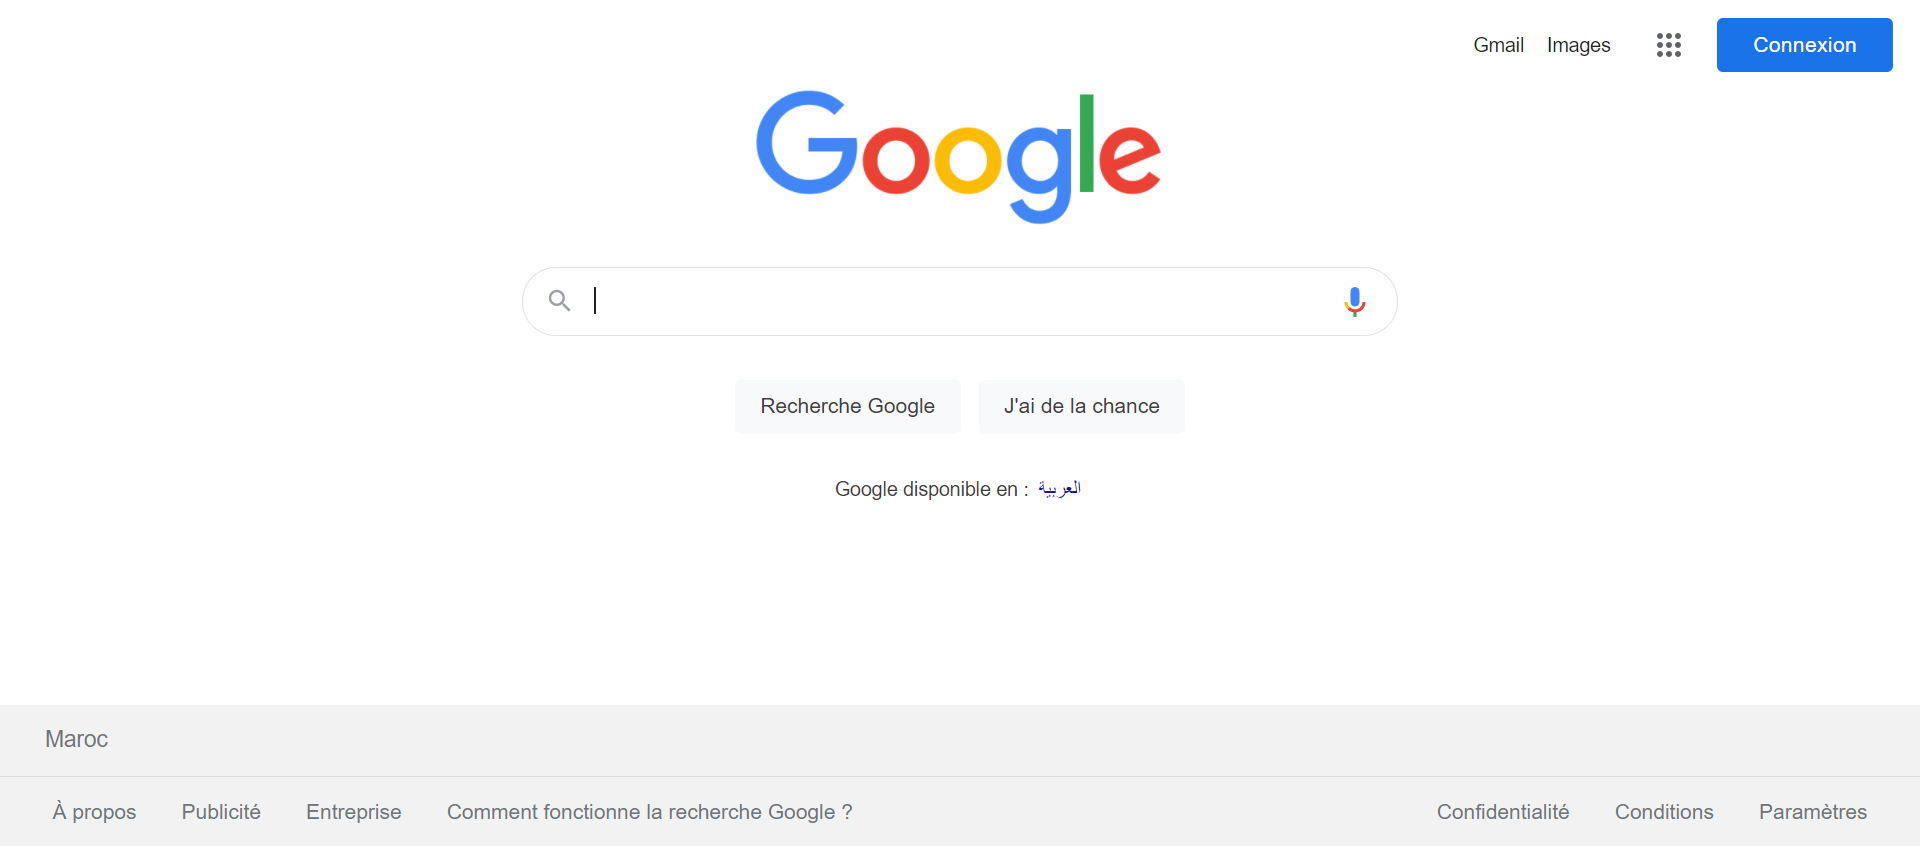 Gmail Images Connexion
Google
Recherche Google J'ai de la chance
Google disponible en : العربية
Maroc
À propos Publicité Entreprise Comment fonctionne la recherche Google ? Confidentialité Conditions Paramètres